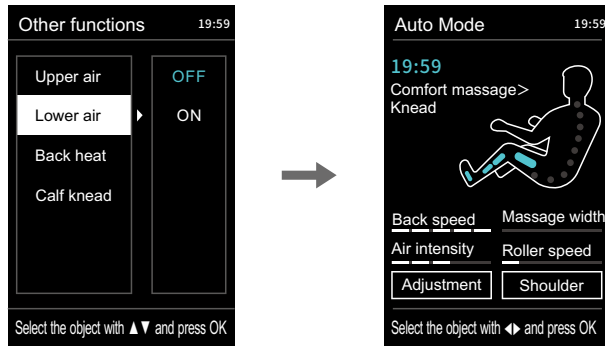 Other functions 19:59
Upper air OFF
Lower air ON
Back heat
Calf knead
Select the object with ▲▼ and press OK
Auto Mode 19:59
19:59
Comfort massage>
Knead
Back speed Massage width
Air intensity Roller speed
Adjustment Shoulder
Select the object with ◀▶ and press OK